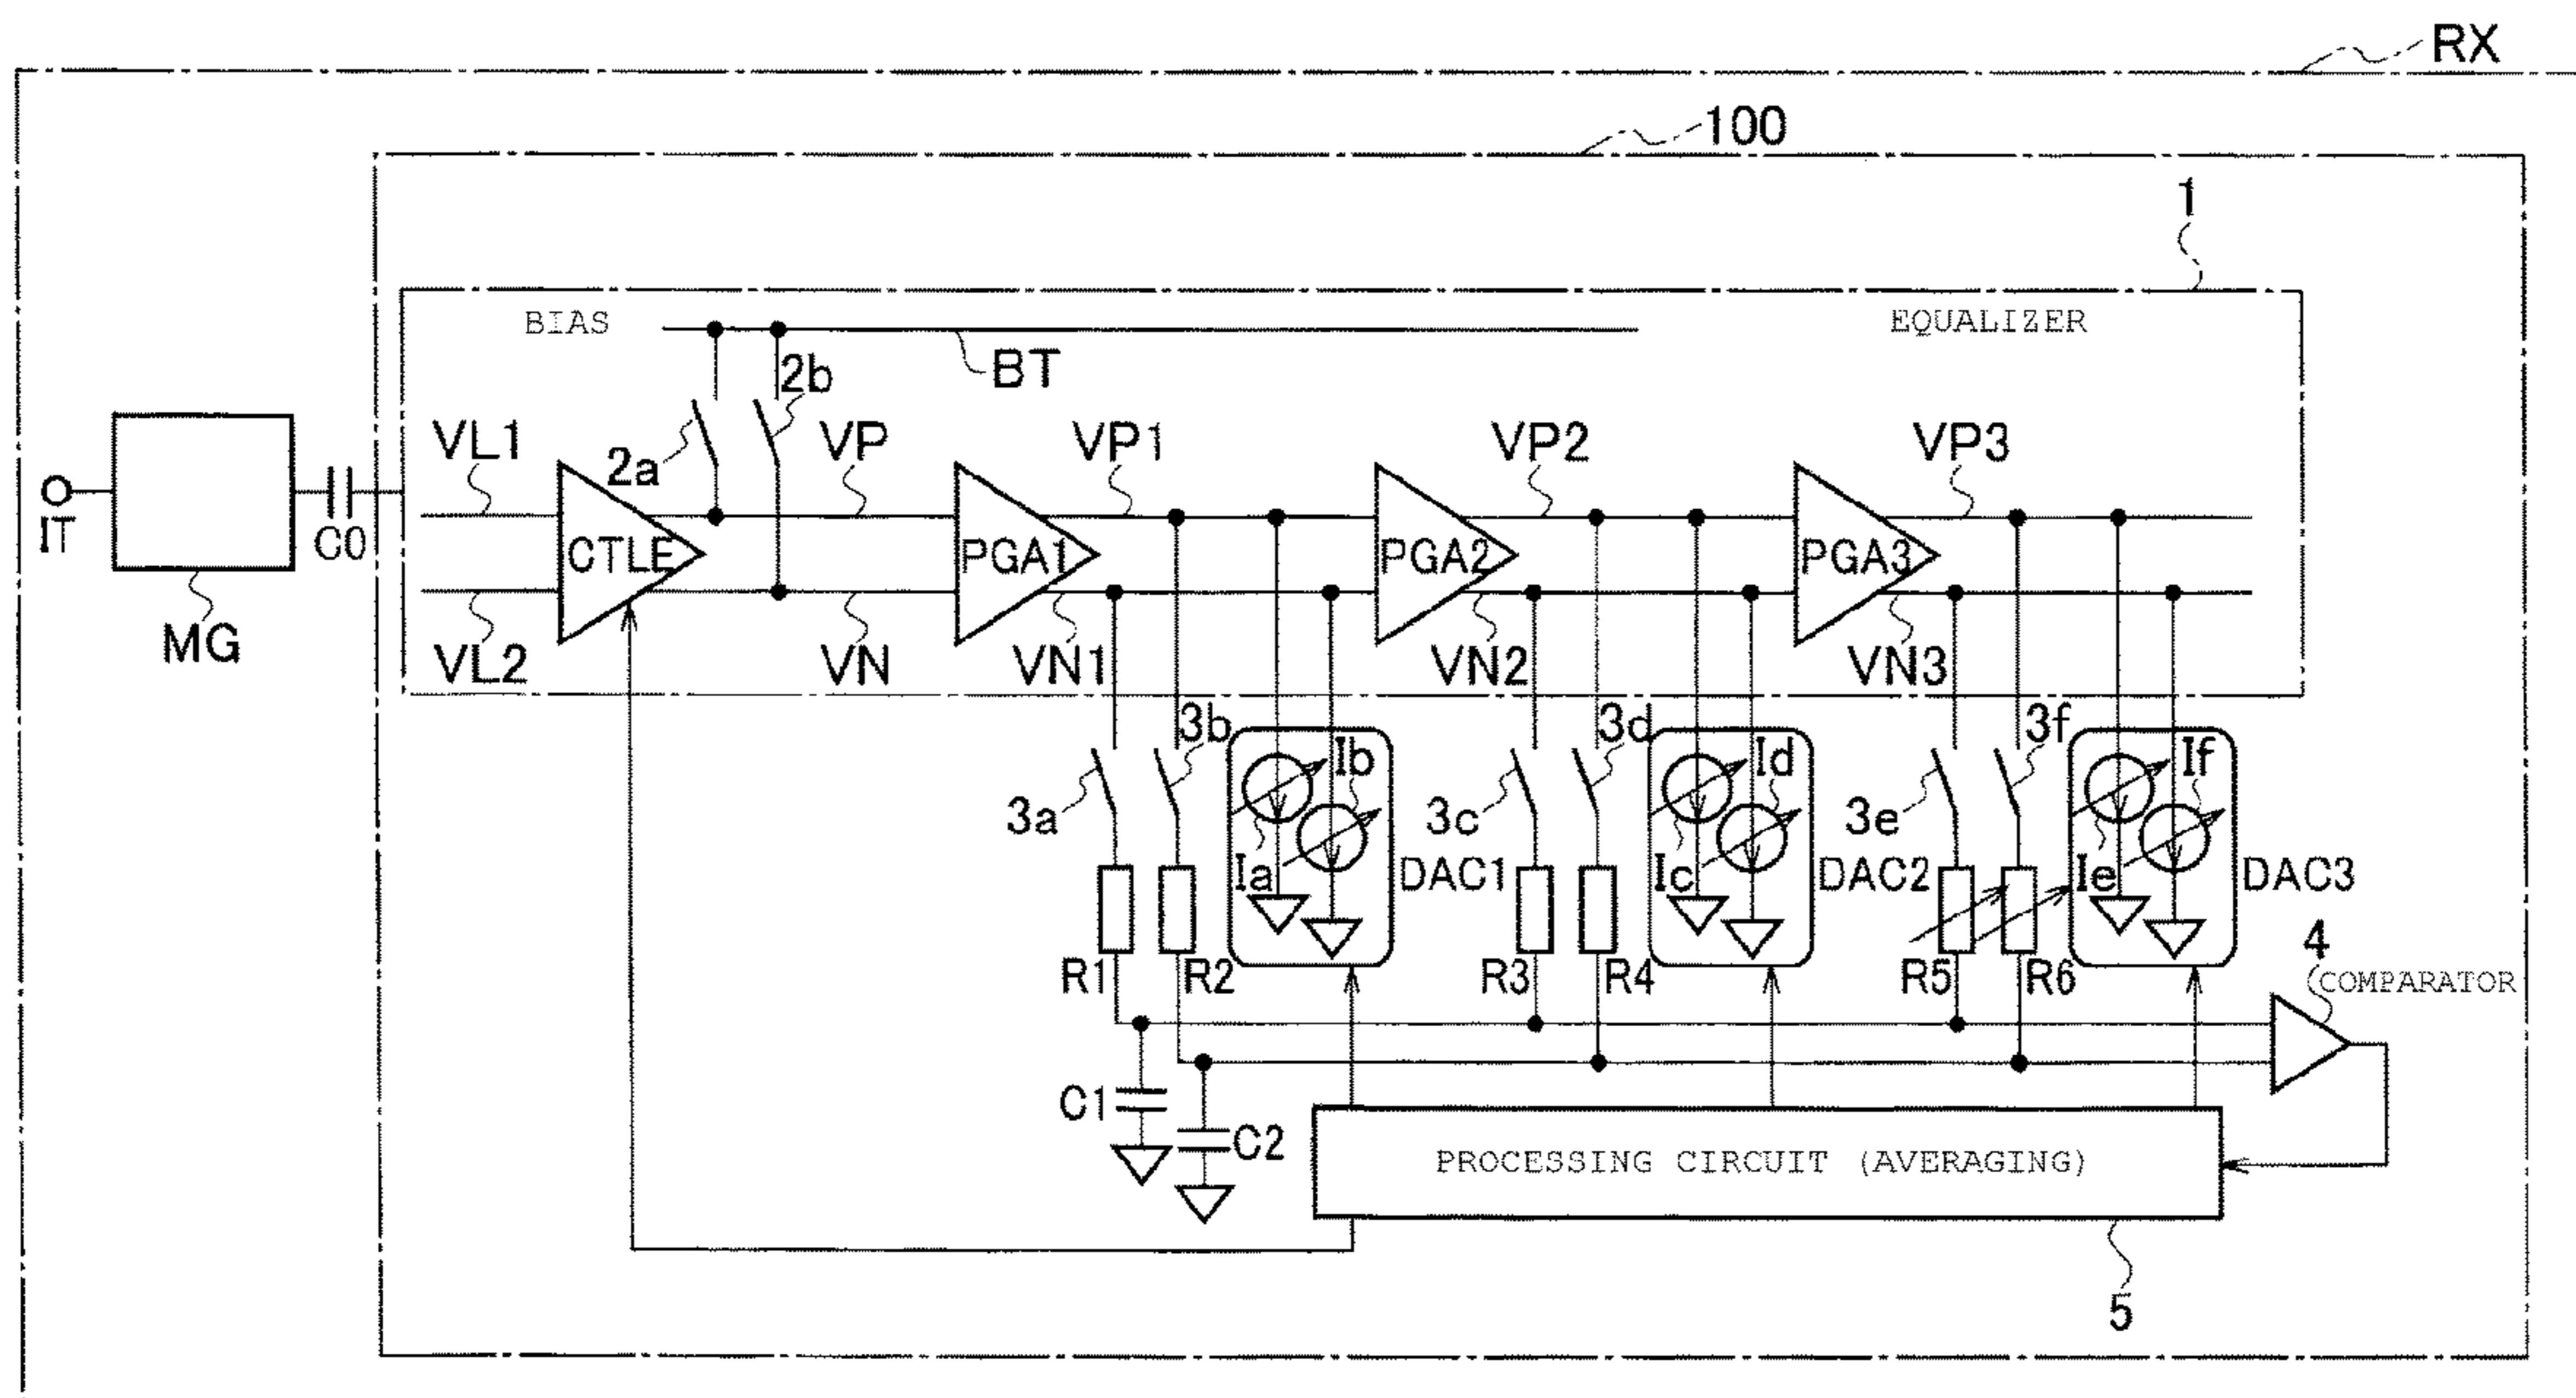 RX
100
1
BIAS
EQUALIZER
BT
2b
2a
VL1
VP
VP1
VP2
VP3
IT
C0
CTLE
PGA1
PGA2
PGA3
MG
VL2
VN
VN1
VN2
VN3
3b
3d
3f
Ib
Id
If
3a
3c
3e
Ia
DAC1
Ic
DAC2
Ie
DAC3
4
R1
R2
R3
R4
R5
R6
COMPARATOR
C1
C2
PROCESSING CIRCUIT (AVERAGING)
5